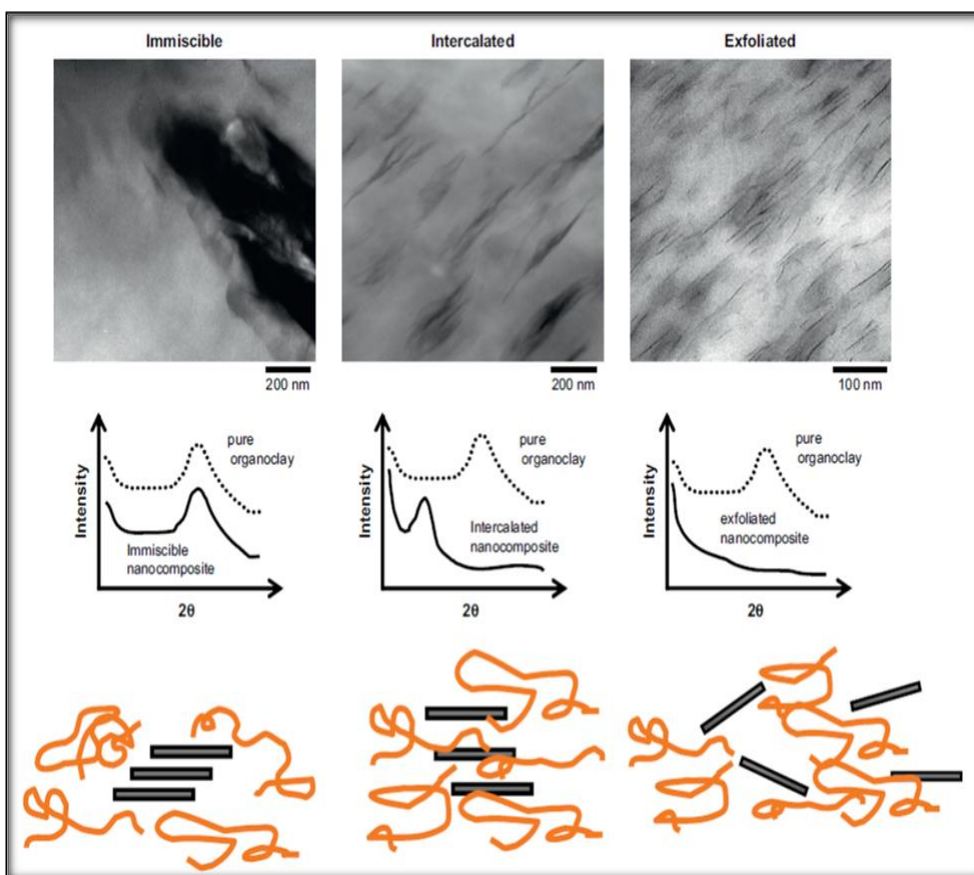 Immiscible
Intercalated
Exfoliated
200 nm
200 nm
100 nm
Intensity
pure
organoclay
Immiscible
nanocomposite
2θ
Intensity
pure
organoclay
Intercalated
nanocomposite
2θ
Intensity
pure
organoclay
exfoliated
nanocomposite
2θ